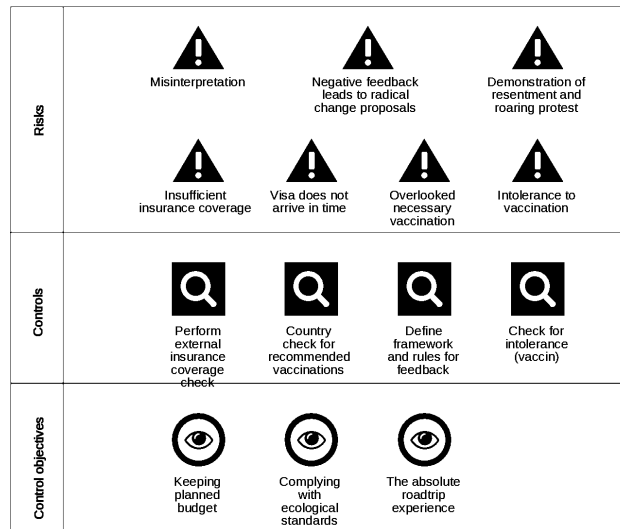 Risks
Misinterpretation
Negative feedback
leads to radical
change proposals
Demonstration of
resentment and
roaring protest
Insufficient
insurance coverage
Visa does not
arrive in time
Overlooked
necessary
vaccination
Intolerance to
vaccination
Controls
Perform
external
insurance
coverage
check
Country
check for
recommended
vaccinations
Define
framework
and rules for
feedback
Check for
intolerance
(vaccin)
Control objectives
Keeping
planned
budget
Complying
with
ecological
standards
The absolute
roadtrip
experience